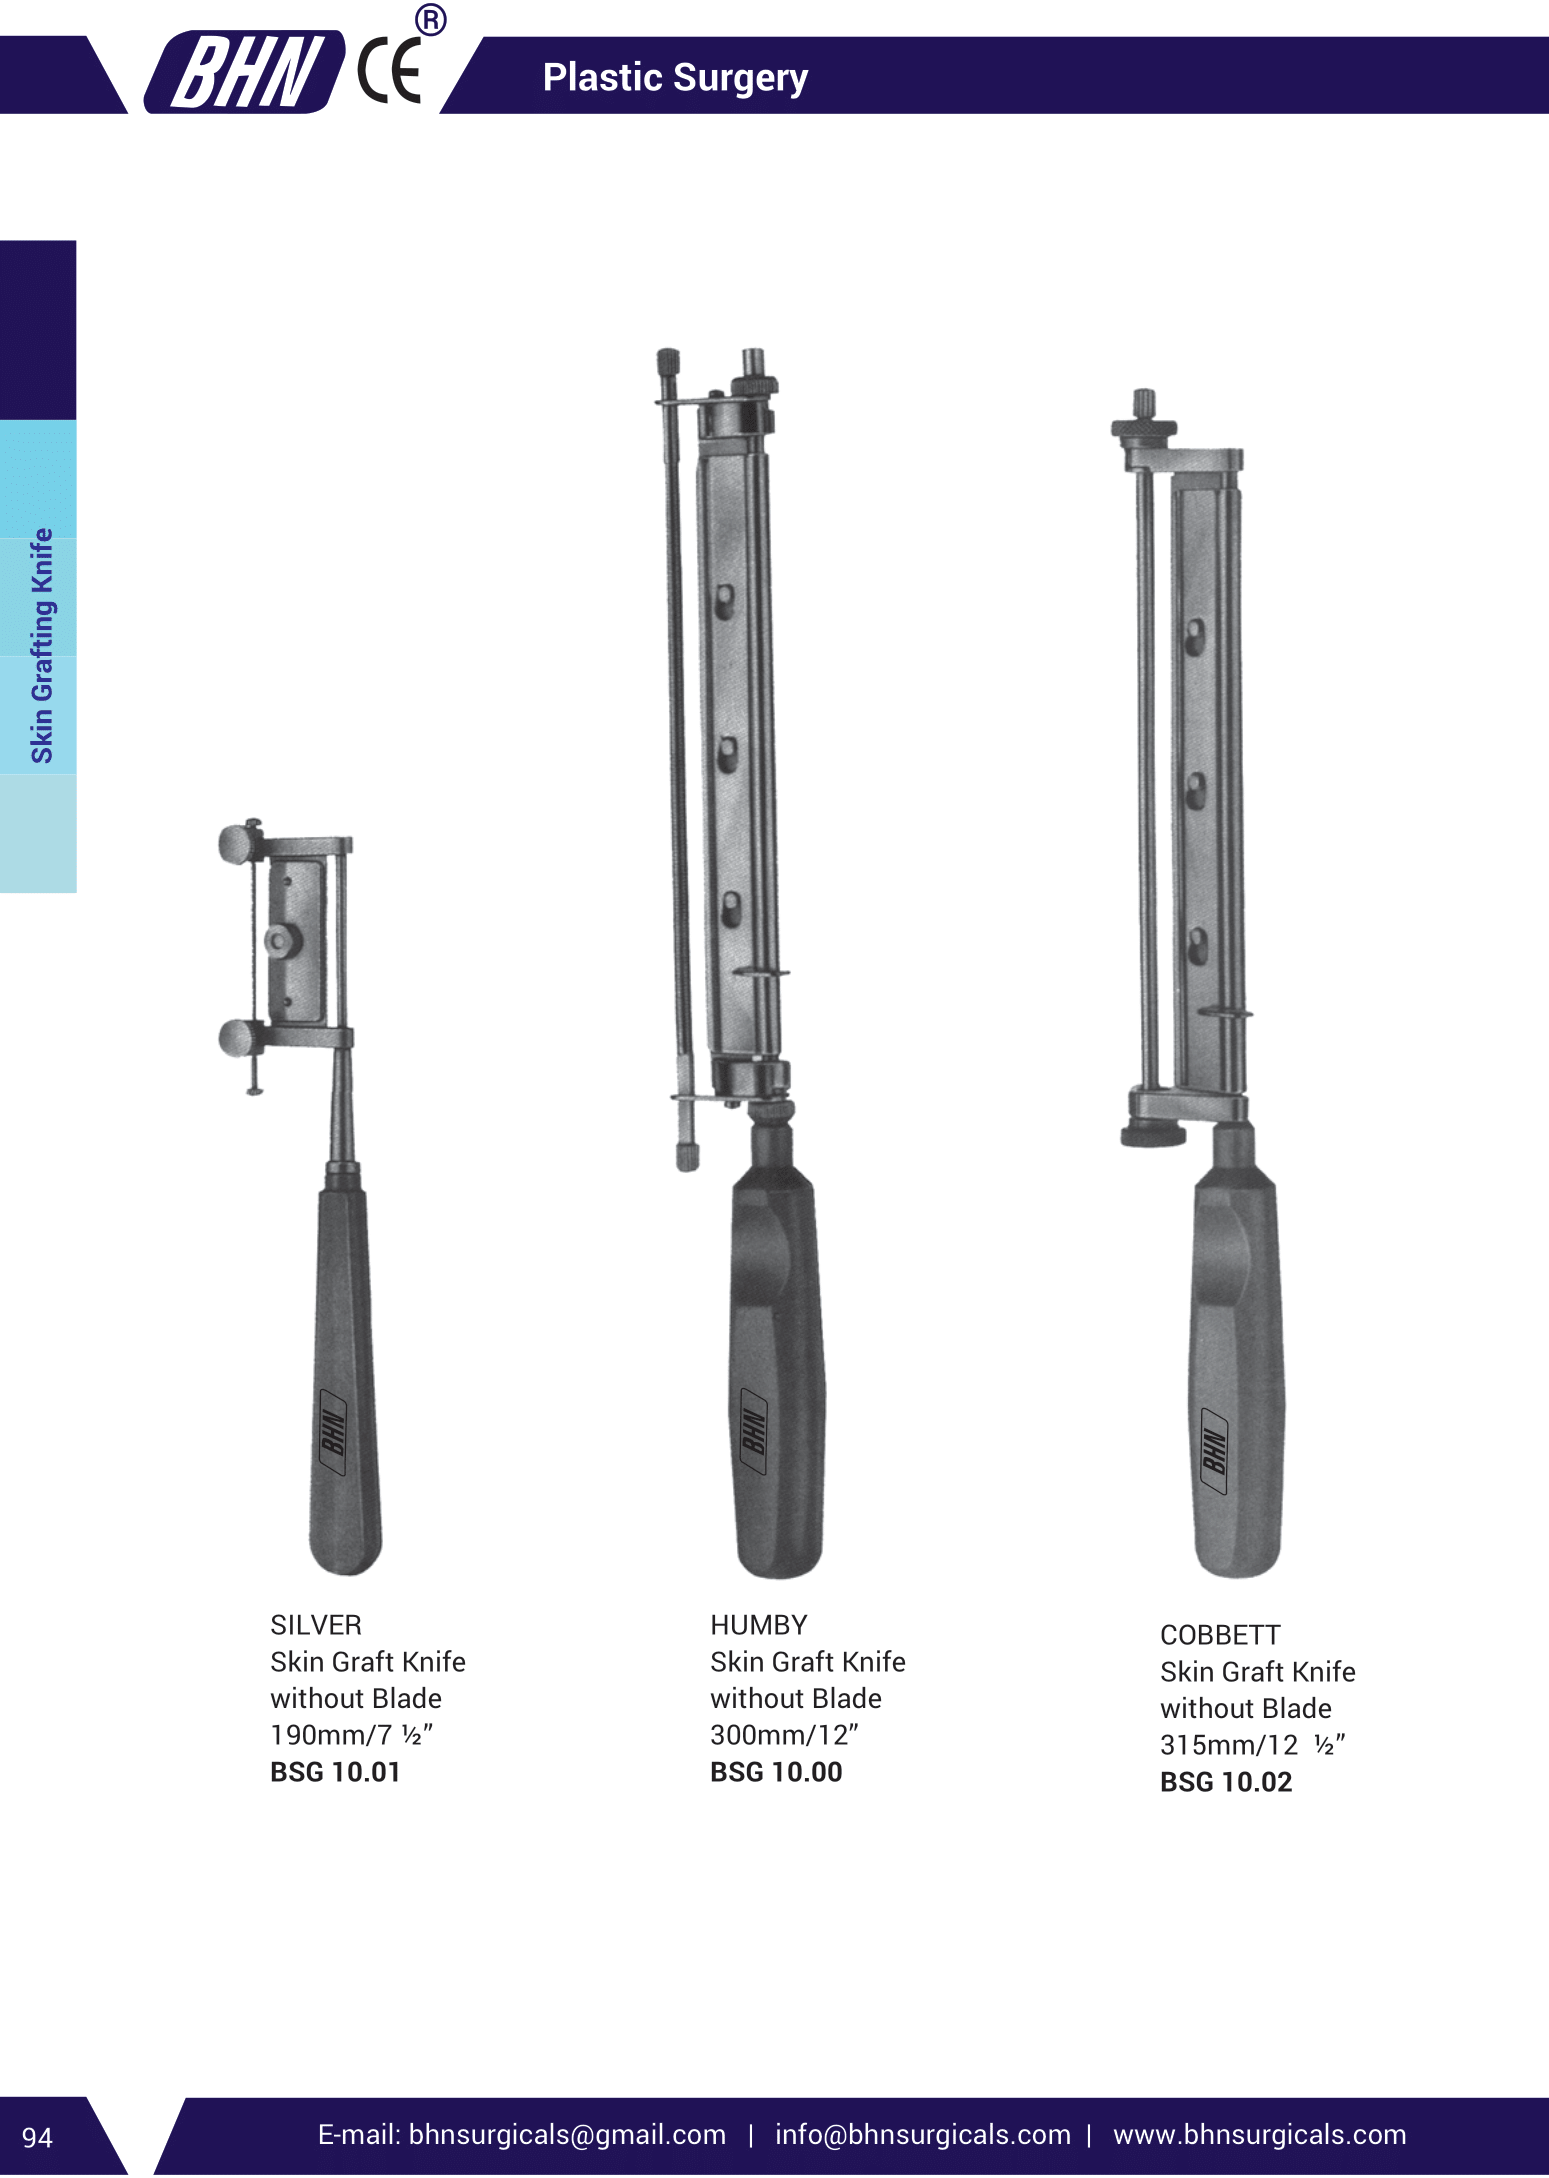 BHN CE ®
Plastic Surgery
Skin Grafting Knife
BHN
BHN
BHN
SILVER
Skin Graft Knife
without Blade
190mm/7 ½”
BSG 10.01
HUMBY
Skin Graft Knife
without Blade
300mm/12”
BSG 10.00
COBBETT
Skin Graft Knife
without Blade
315mm/12 ½”
BSG 10.02
94
E-mail: bhnsurgicals@gmail.com | info@bhnsurgicals.com | www.bhnsurgicals.com